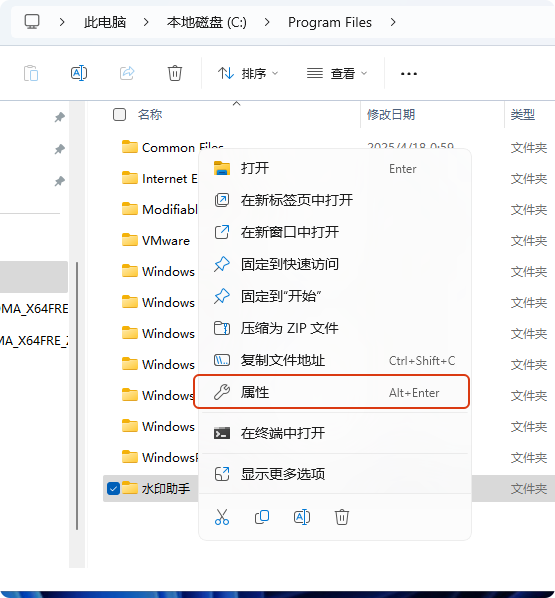 此电脑 本地磁盘 (C:) Program Files
排序 查看
名称 修改日期 类型
Common Files 2025/4/18 0:59 文件夹
Internet E 文件夹
Modifiabl 文件夹
VMware 文件夹
Windows 文件夹
Windows 文件夹
Windows 文件夹
Windows 文件夹
Windows 文件夹
Windows 文件夹
WindowsP 文件夹
水印助手 文件夹
OMA_X64FRE
MA_X64FRE_Z
打开 Enter
在新标签页中打开
在新窗口中打开
固定到快速访问
固定到“开始”
压缩为 ZIP 文件
复制文件地址 Ctrl+Shift+C
属性 Alt+Enter
在终端中打开
显示更多选项